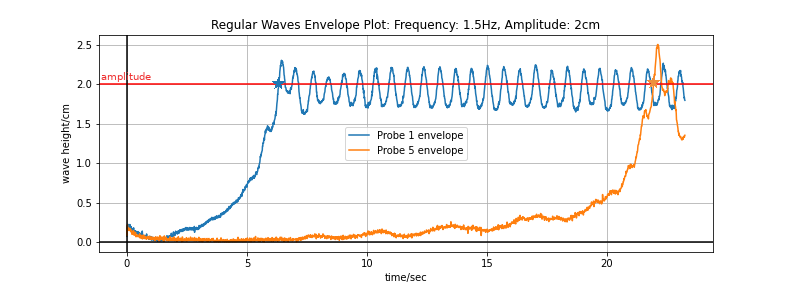 Regular Waves Envelope Plot: Frequency: 1.5Hz, Amplitude: 2cm
2.5
amplitude
2.0
1.5
1.0
0.5
0.0
wave height/cm
Probe 1 envelope
Probe 5 envelope
0 5 10 15 20
time/sec